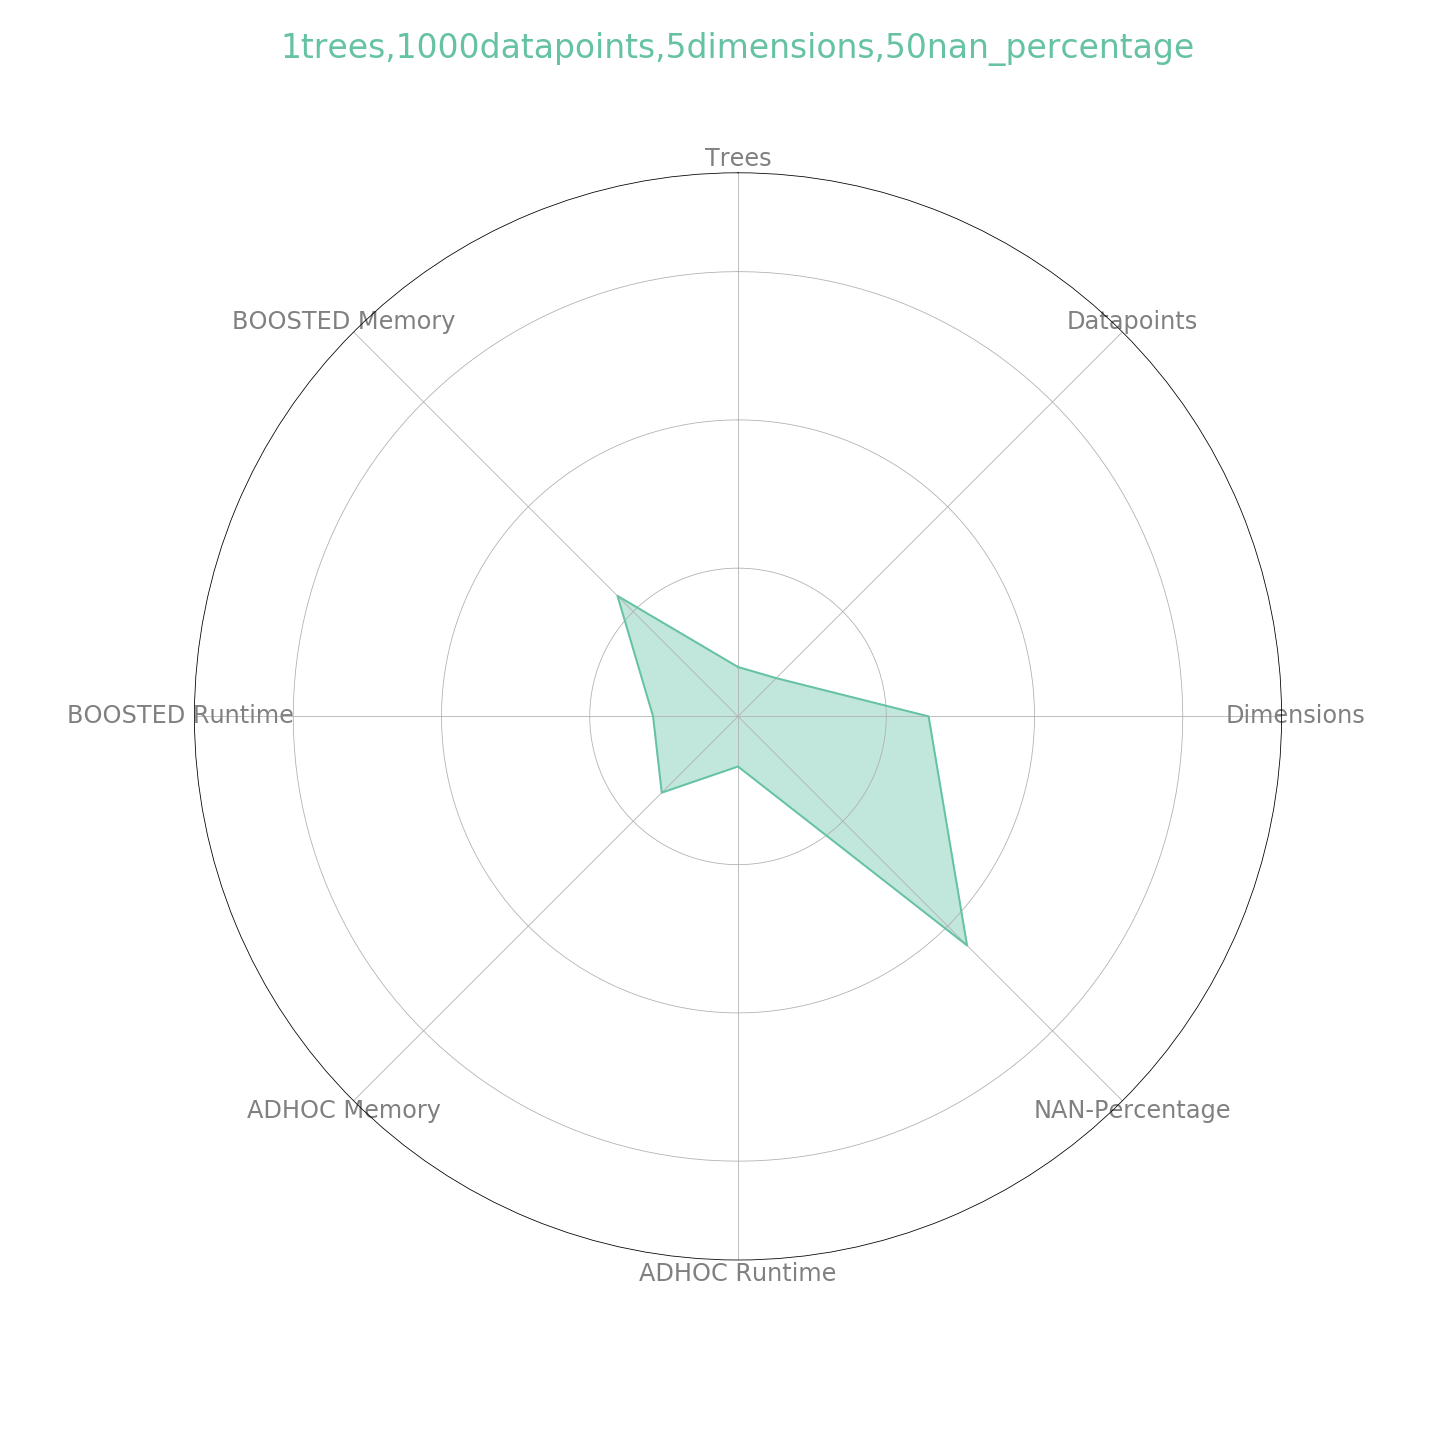 1trees,1000datapoints,5dimensions,50nan_percentage
Trees
BOOSTED Memory
Datapoints
BOOSTED Runtime
Dimensions
ADHOC Memory
NAN-Percentage
ADHOC Runtime